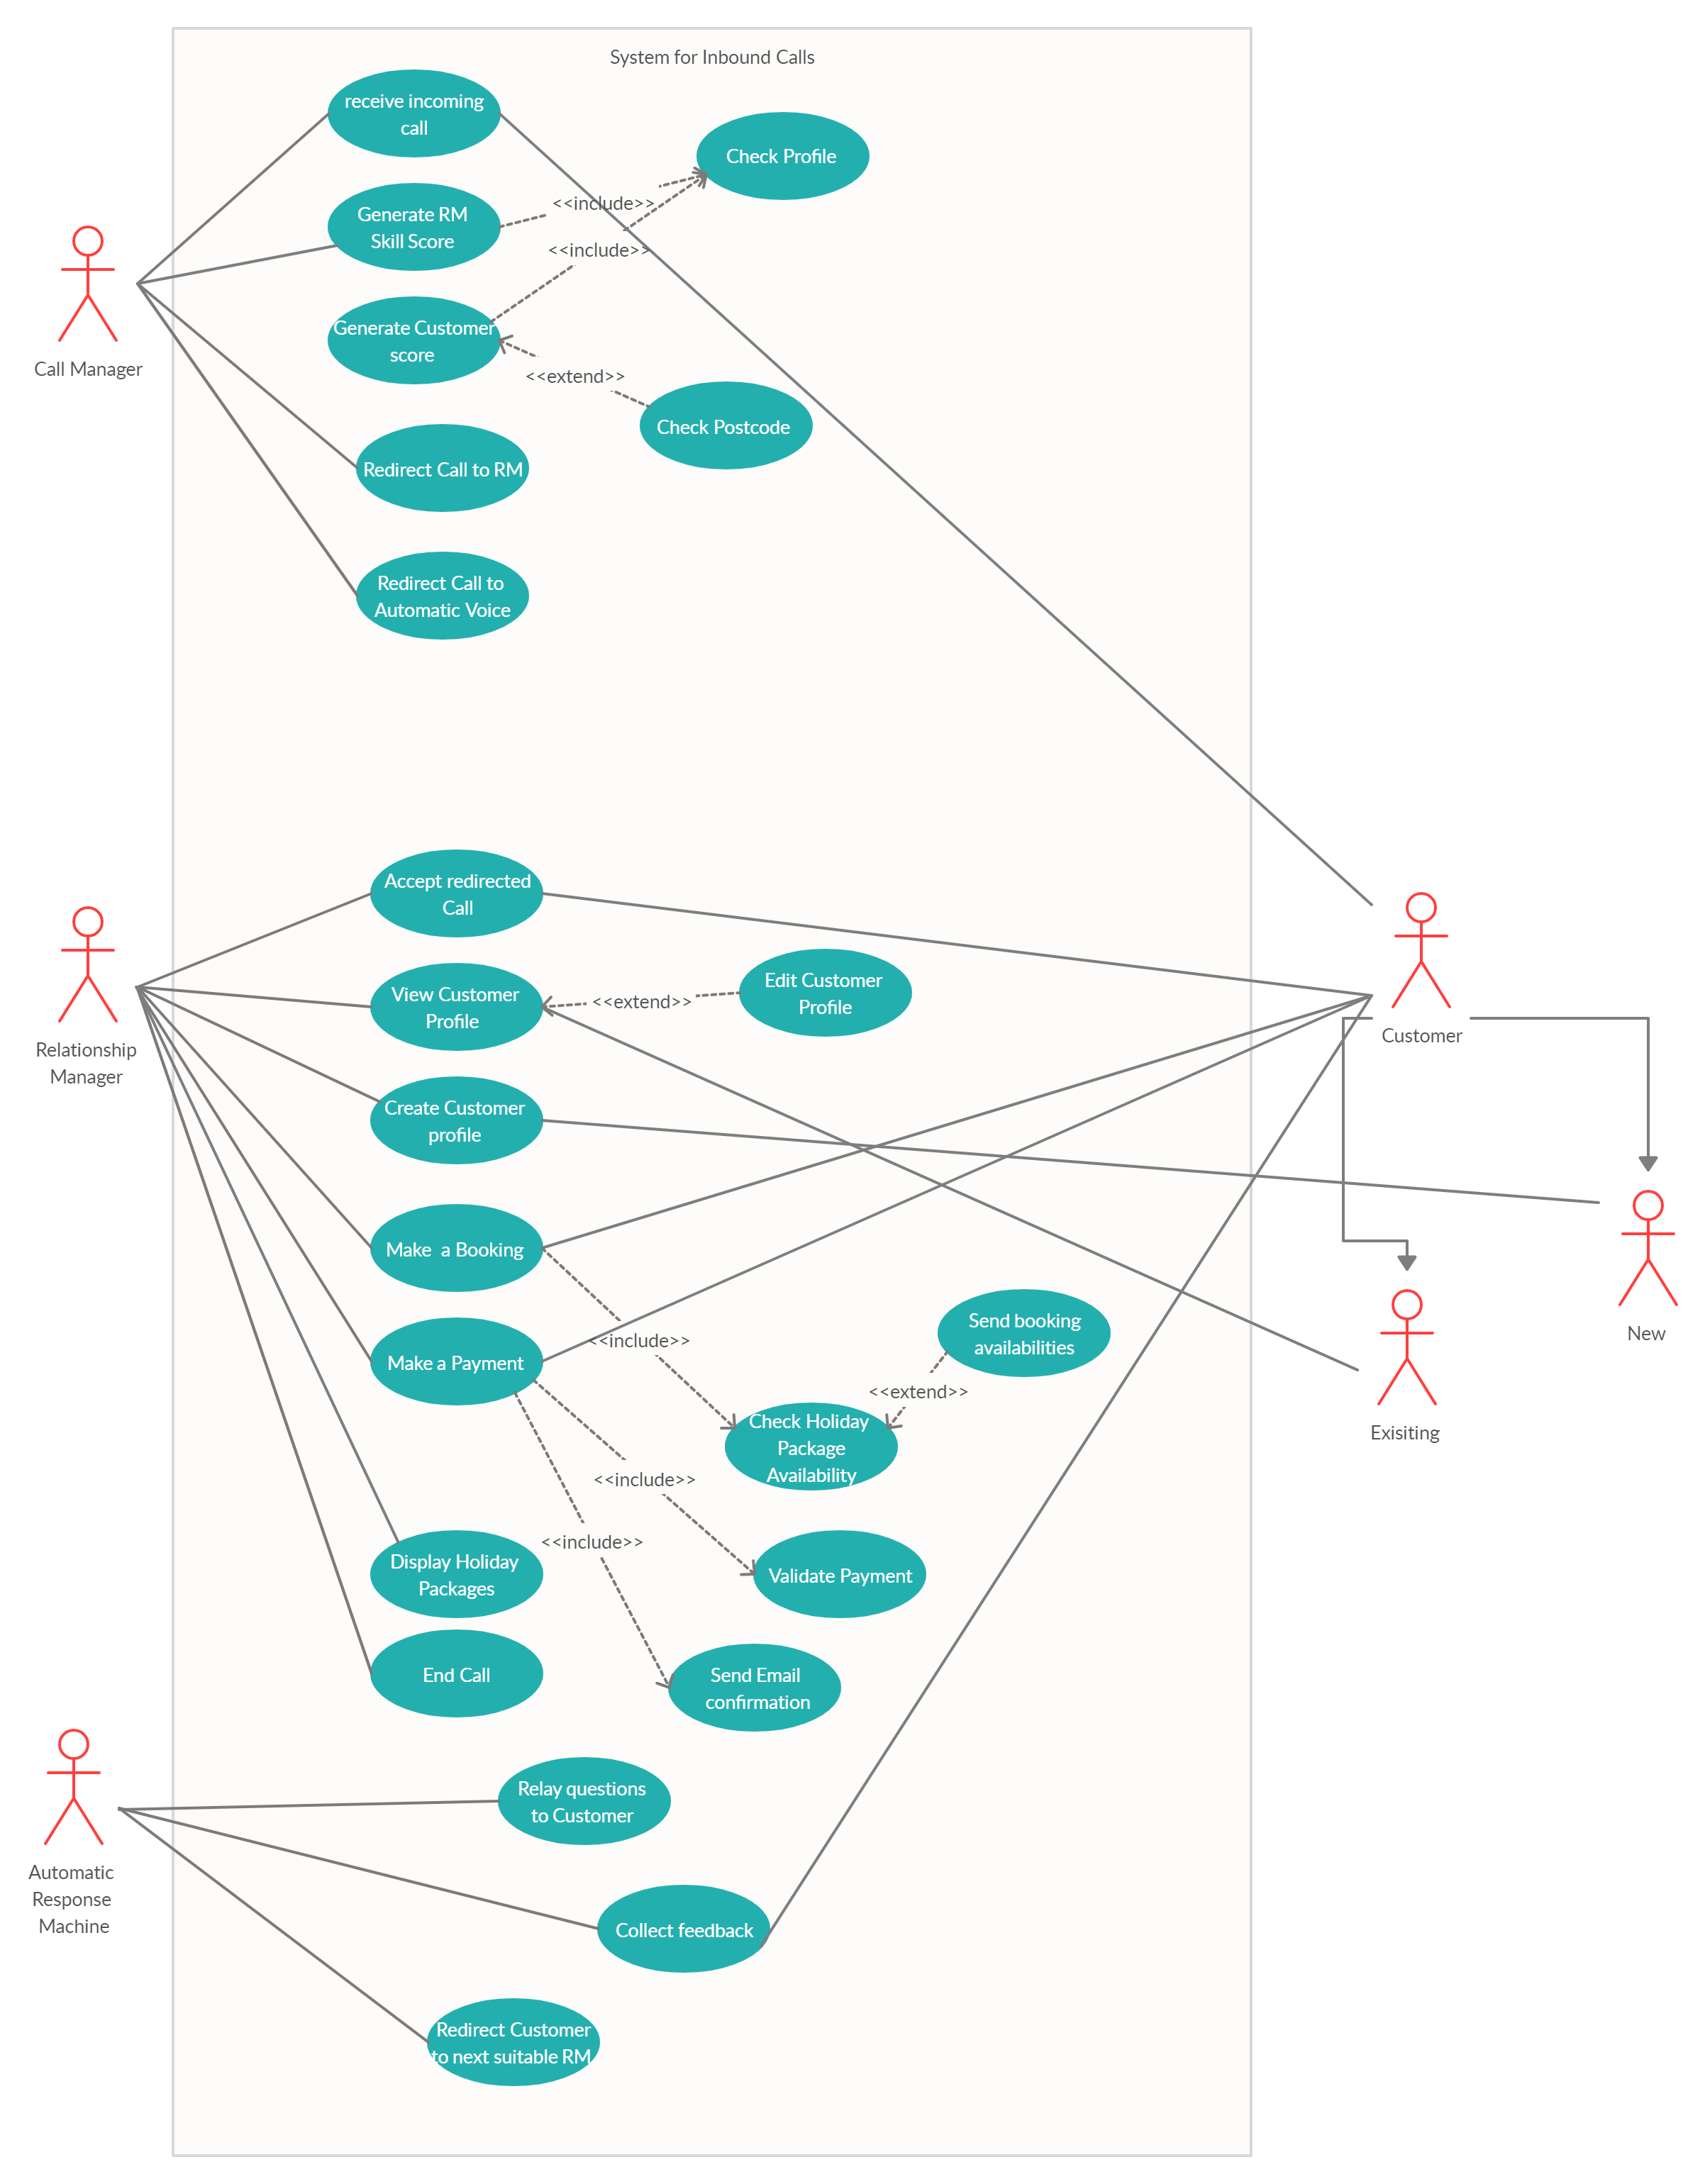 System for Inbound Calls
receive incoming
call
Check Profile
<<include>>
Generate RM
Skill Score
<<include>>
Generate Customer
score
Call Manager
<<extend>>
Check Postcode
Redirect Call to RM
Redirect Call to
Automatic Voice
Accept redirected
Call
View Customer
Profile
<<extend>>
Edit Customer
Profile
Customer
Relationship
Manager
Create Customer
profile
Make  a Booking
<<include>>
Send booking
availabilities
New
Make a Payment
<<extend>>
Check Holiday
Package
Availability
Exisiting
<<include>>
<<include>>
Display Holiday
Packages
Validate Payment
End Call
Send Email
confirmation
Relay questions
to Customer
Automatic
Response
Machine
Collect feedback
Redirect Customer
to next suitable RM